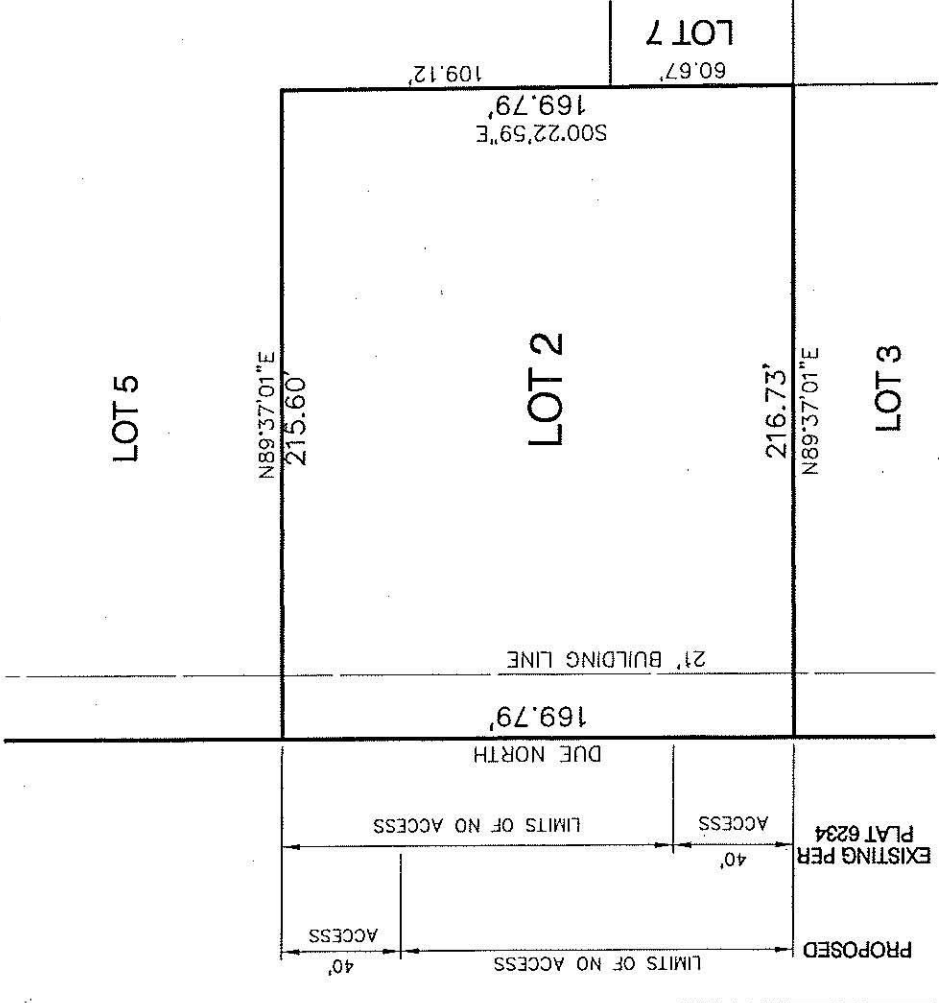 LOT 7
60.67'
109.12'
169.79'
S00°22'59"E
LOT 5
N89°37'01"E
215.60'
LOT 2
216.73'
N89°37'01"E
LOT 3
21' BUILDING LINE
169.79'
DUE NORTH
EXISTING PER
PLAT 6234
40'
ACCESS
LIMITS OF NO ACCESS
PROPOSED
LIMITS OF NO ACCESS
40'
ACCESS